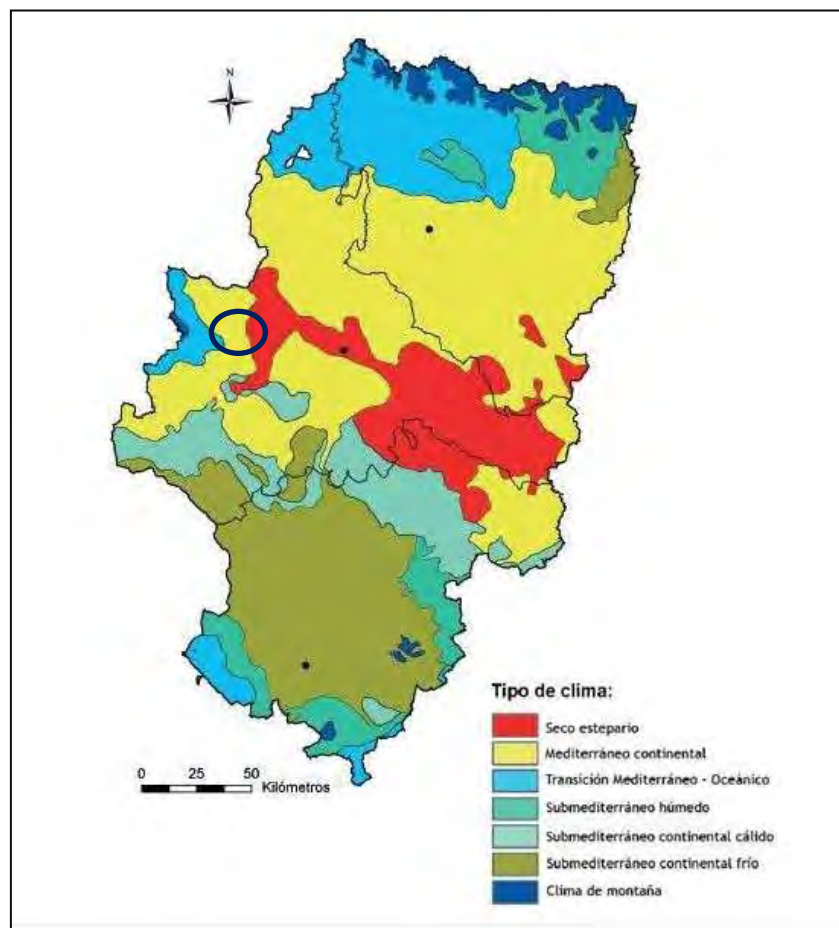 N
Tipo de clima:
Seco estepario
Mediterráneo continental
Transición Mediterráneo - Oceánico
Submediterráneo húmedo
Submediterráneo continental cálido
Submediterráneo continental frío
Clima de montaña
0 25 50
Kilómetros